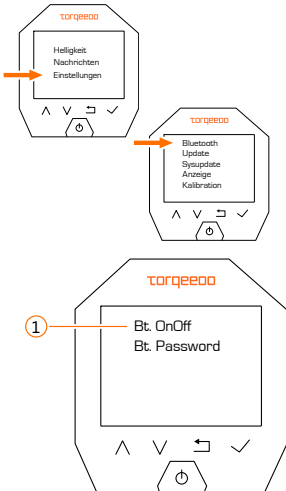 torqeedo
Helligkeit
Nachrichten
Einstellungen
torqeedo
Bluetooth
Update
Sysupdate
Anzeige
Kalibration
torqeedo
1
Bt. OnOff
Bt. Password